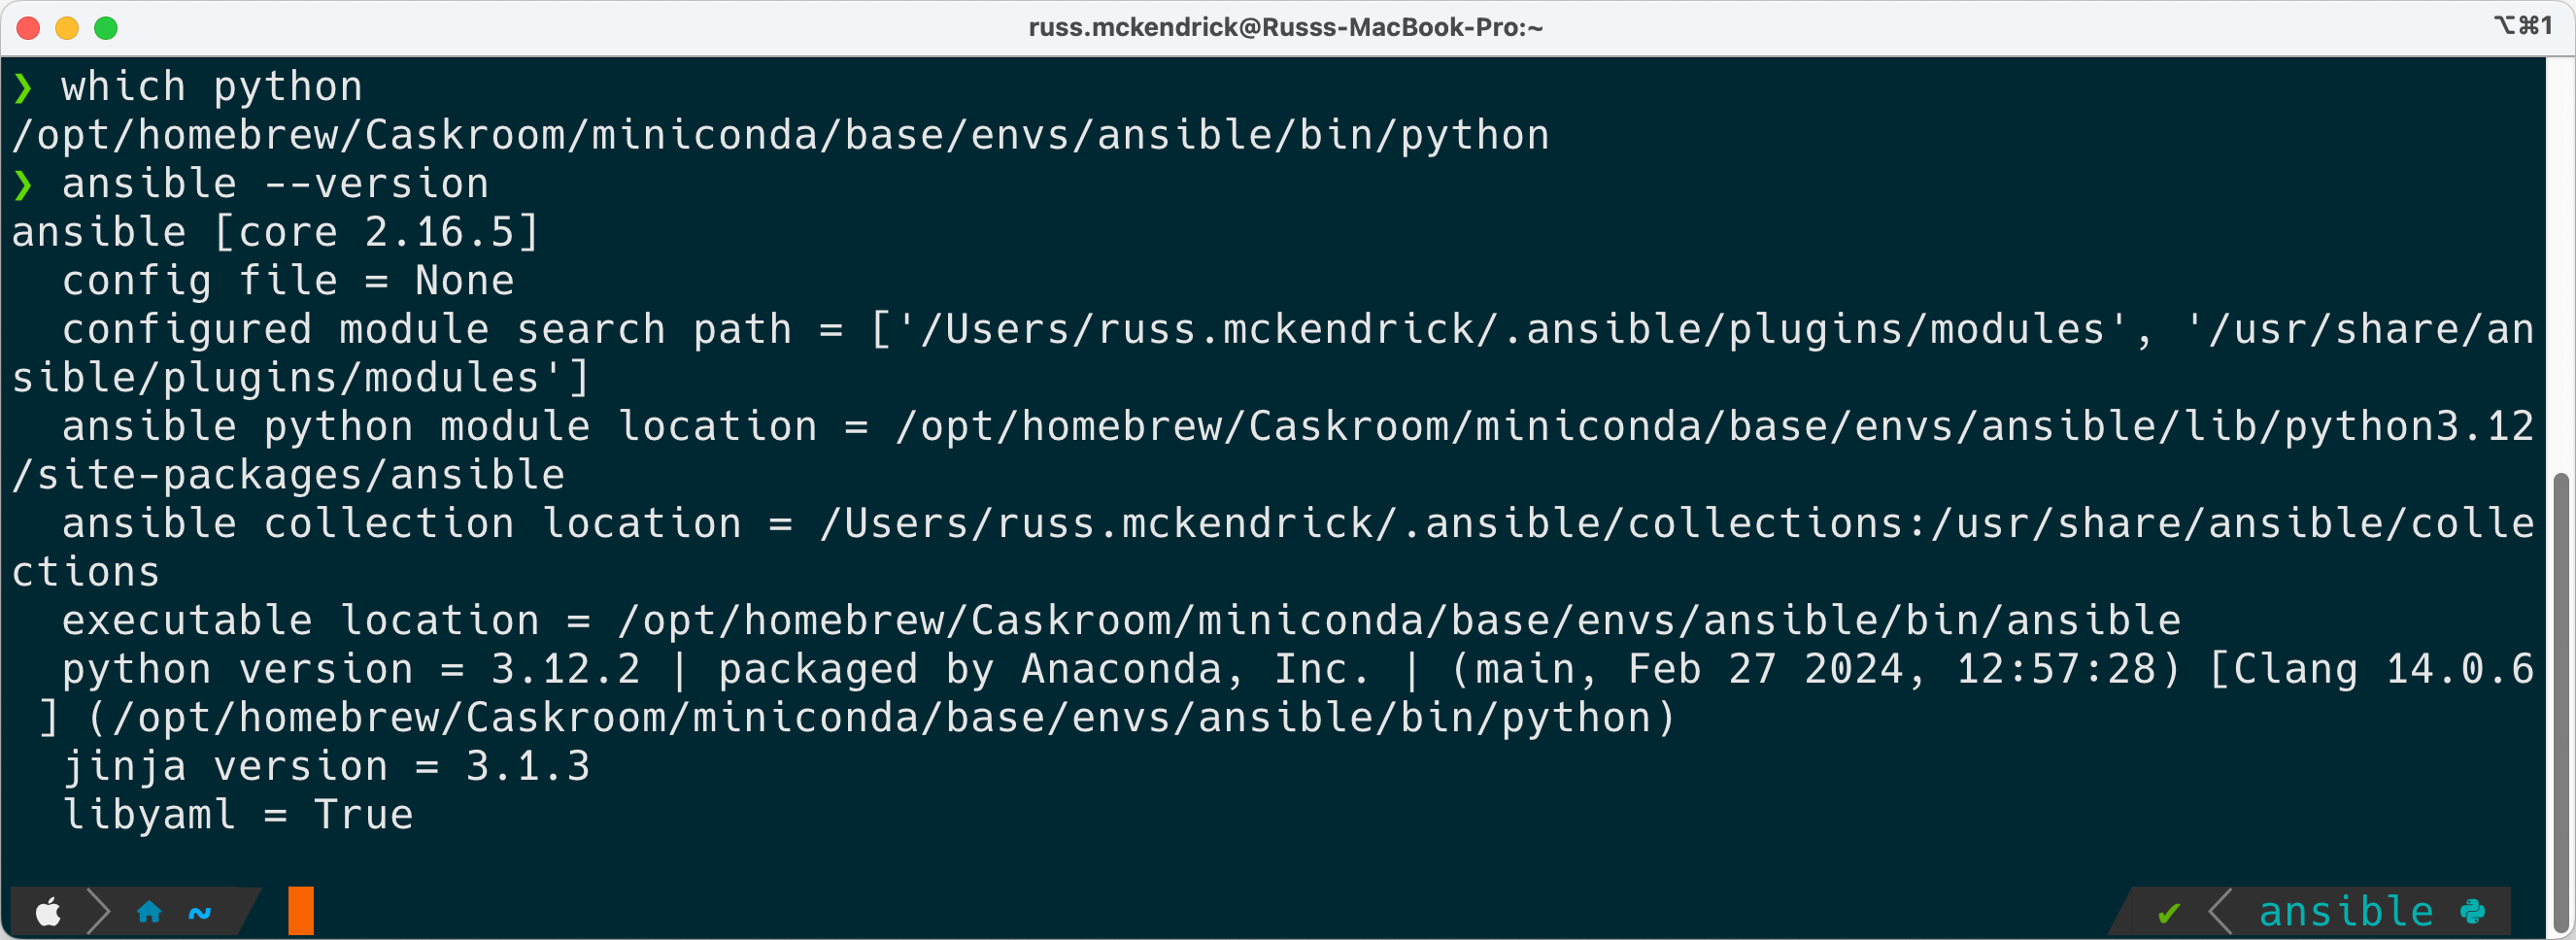 russ.mckendrick@Russs-MacBook-Pro:~
⌥⌘1
❯ which python
/opt/homebrew/Caskroom/miniconda/base/envs/ansible/bin/python
❯ ansible --version
ansible [core 2.16.5]
  config file = None
  configured module search path = ['/Users/russ.mckendrick/.ansible/plugins/modules', '/usr/share/an
sible/plugins/modules']
  ansible python module location = /opt/homebrew/Caskroom/miniconda/base/envs/ansible/lib/python3.12
/site-packages/ansible
  ansible collection location = /Users/russ.mckendrick/.ansible/collections:/usr/share/ansible/colle
ctions
  executable location = /opt/homebrew/Caskroom/miniconda/base/envs/ansible/bin/ansible
  python version = 3.12.2 | packaged by Anaconda, Inc. | (main, Feb 27 2024, 12:57:28) [Clang 14.0.6
 ] (/opt/homebrew/Caskroom/miniconda/base/envs/ansible/bin/python)
  jinja version = 3.1.3
  libyaml = True
~ ✔ ansible